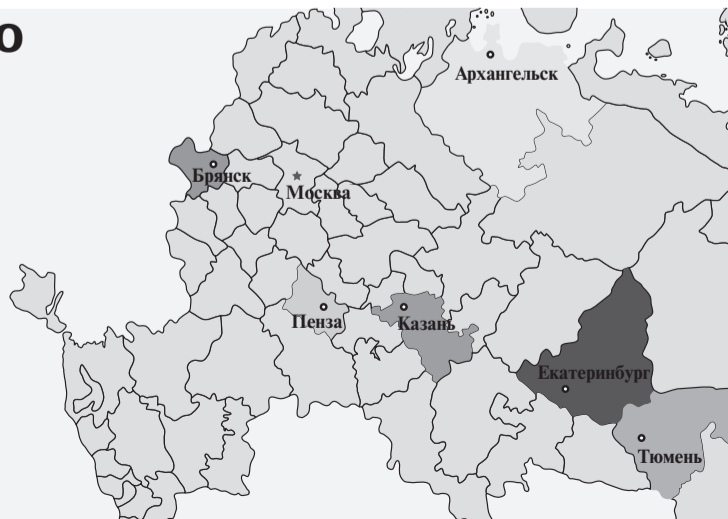 о
Архангельск
Брянск
Москва
Пенза
Казань
Екатеринбург
Тюмень